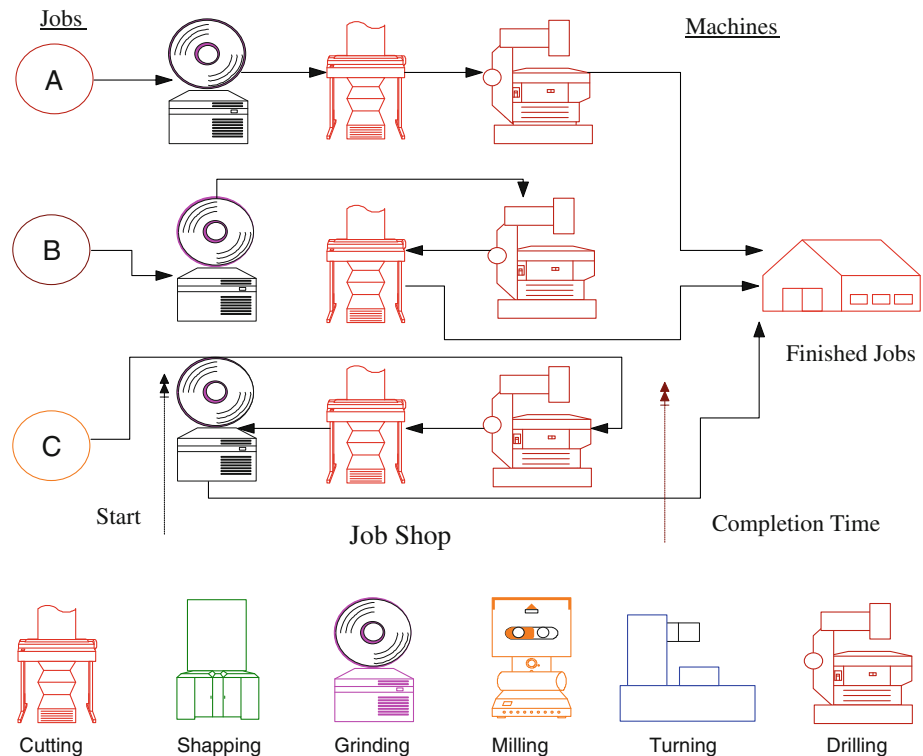 Jobs
Machines
A
B
Finished Jobs
C
Start
Job Shop
Completion Time
Cutting
Shapping
Grinding
Milling
Turning
Drilling